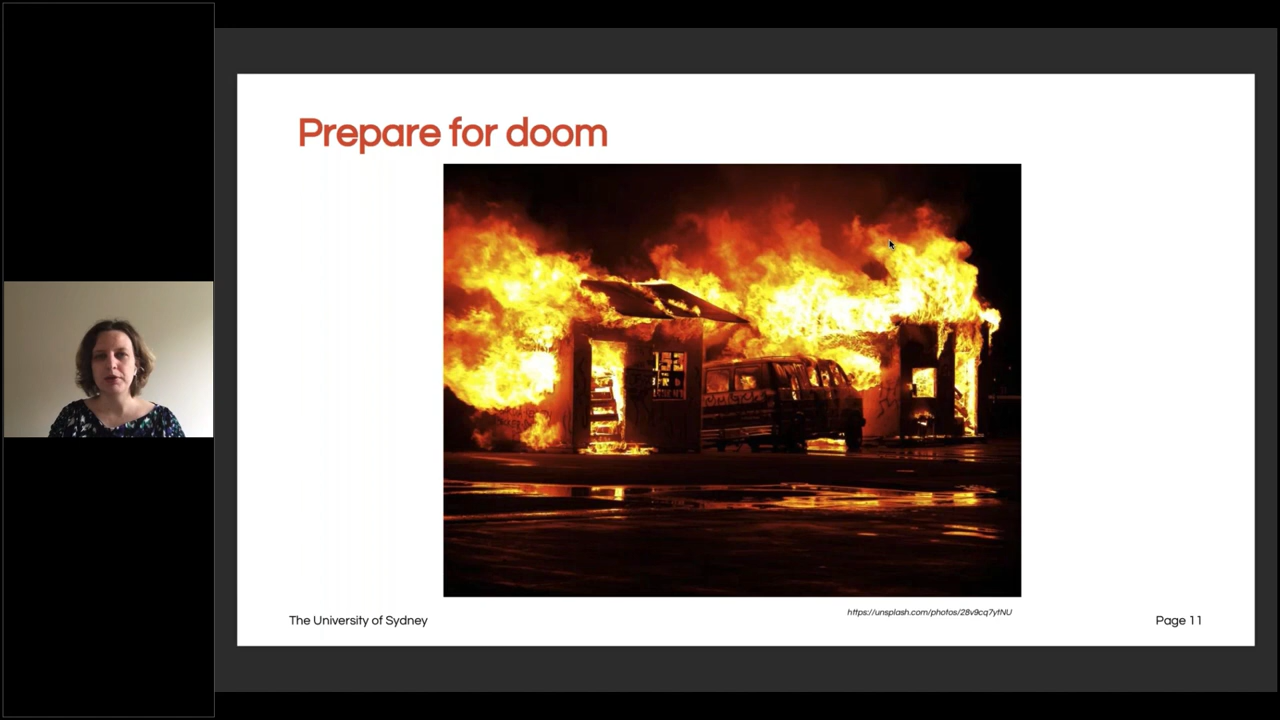 Prepare for doom
https://unsplash.com/photos/28v9cq7ytNU
The University of Sydney
Page 11